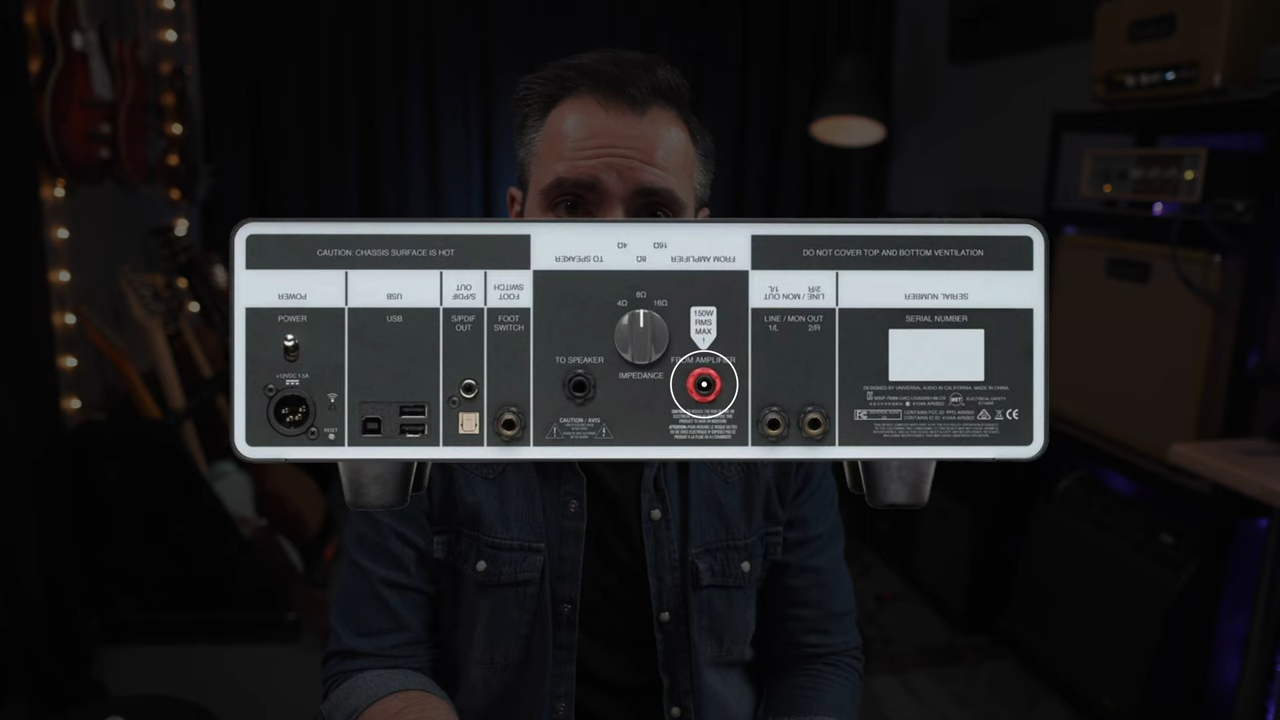 CAUTION: CHASSIS SURFACE IS HOT
4Ω 8Ω 16Ω
TO SPEAKER FROM AMPLIFIER
DO NOT COVER TOP AND BOTTOM VENTILATION
POWER
USB
S/PDIF
OUT
FOOT
SWITCH
LINE / MON OUT
1/L 2/R
SERIAL NUMBER
POWER
+12VDC 1.5A
RESET
USB
S/PDIF
OUT
FOOT
SWITCH
4Ω 8Ω 16Ω
TO SPEAKER
IMPEDANCE
150W
RMS
MAX
FROM AMPLIFIER
CAUTION / AVIS
LINE / MON OUT
1/L 2/R
SERIAL NUMBER
DESIGNED BY UNIVERSAL AUDIO IN CALIFORNIA. MADE IN CHINA.
FC
CE